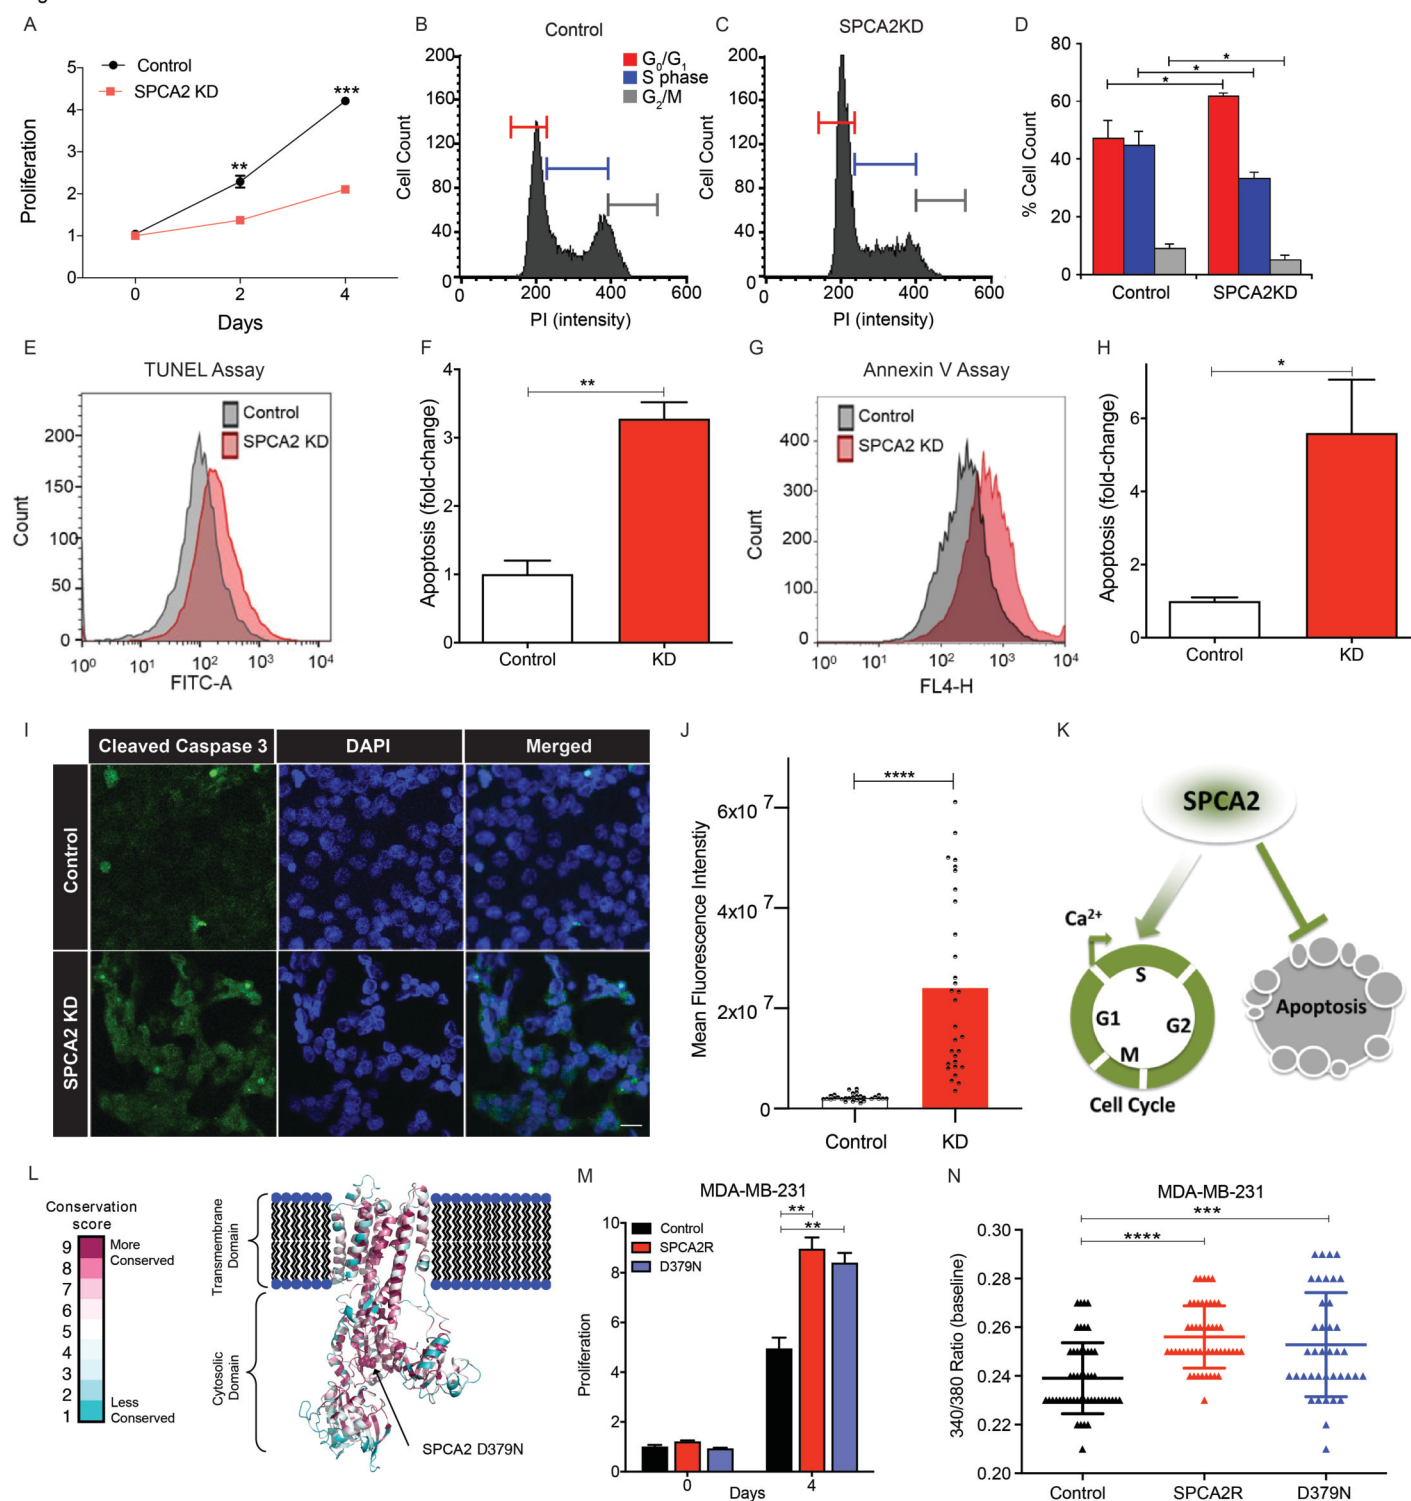 A
Control
SPCA2 KD
5
4
3
2
1
0
**
***
Proliferation
0 2 4
Days
B
Control
200
160
120
80
40
0
Cell Count
G0/G1
S phase
G2/M
0 200 400 600
PI (intensity)
C
SPCA2KD
200
160
120
80
40
0
Cell Count
0 200 400 600
PI (intensity)
D
80
60
40
20
0
% Cell Count
*
*
*
Control SPCA2KD
E
TUNEL Assay
Control
SPCA2 KD
200
150
100
50
0
Count
10⁰ 10¹ 10² 10³ 10⁴
FITC-A
F
4
3
2
1
0
Apoptosis (fold-change)
**
Control KD
G
Annexin V Assay
Control
SPCA2 KD
400
300
200
100
0
Count
10⁰ 10¹ 10² 10³ 10⁴
FL4-H
H
6
4
2
0
Apoptosis (fold-change)
*
Control KD
I
Cleaved Caspase 3 DAPI Merged
Control
SPCA2 KD
J
6x10⁷
4x10⁷
2x10⁷
0
Mean Fluorescence Intenstiy
****
Control KD
K
SPCA2
Ca²⁺
S
G1
G2
M
Cell Cycle
Apoptosis
L
Conservation
score
9 More
Conserved
8
7
6
5
4
3
2 Less
1 Conserved
Transmembrane
Domain
Cytosolic
Domain
SPCA2 D379N
M
MDA-MB-231
Control
SPCA2R
D379N
10
8
6
4
2
0
Proliferation
**
**
0 4
Days
N
MDA-MB-231
0.30
0.28
0.26
0.24
0.22
0.20
340/380 Ratio (baseline)
***
****
Control SPCA2R D379N